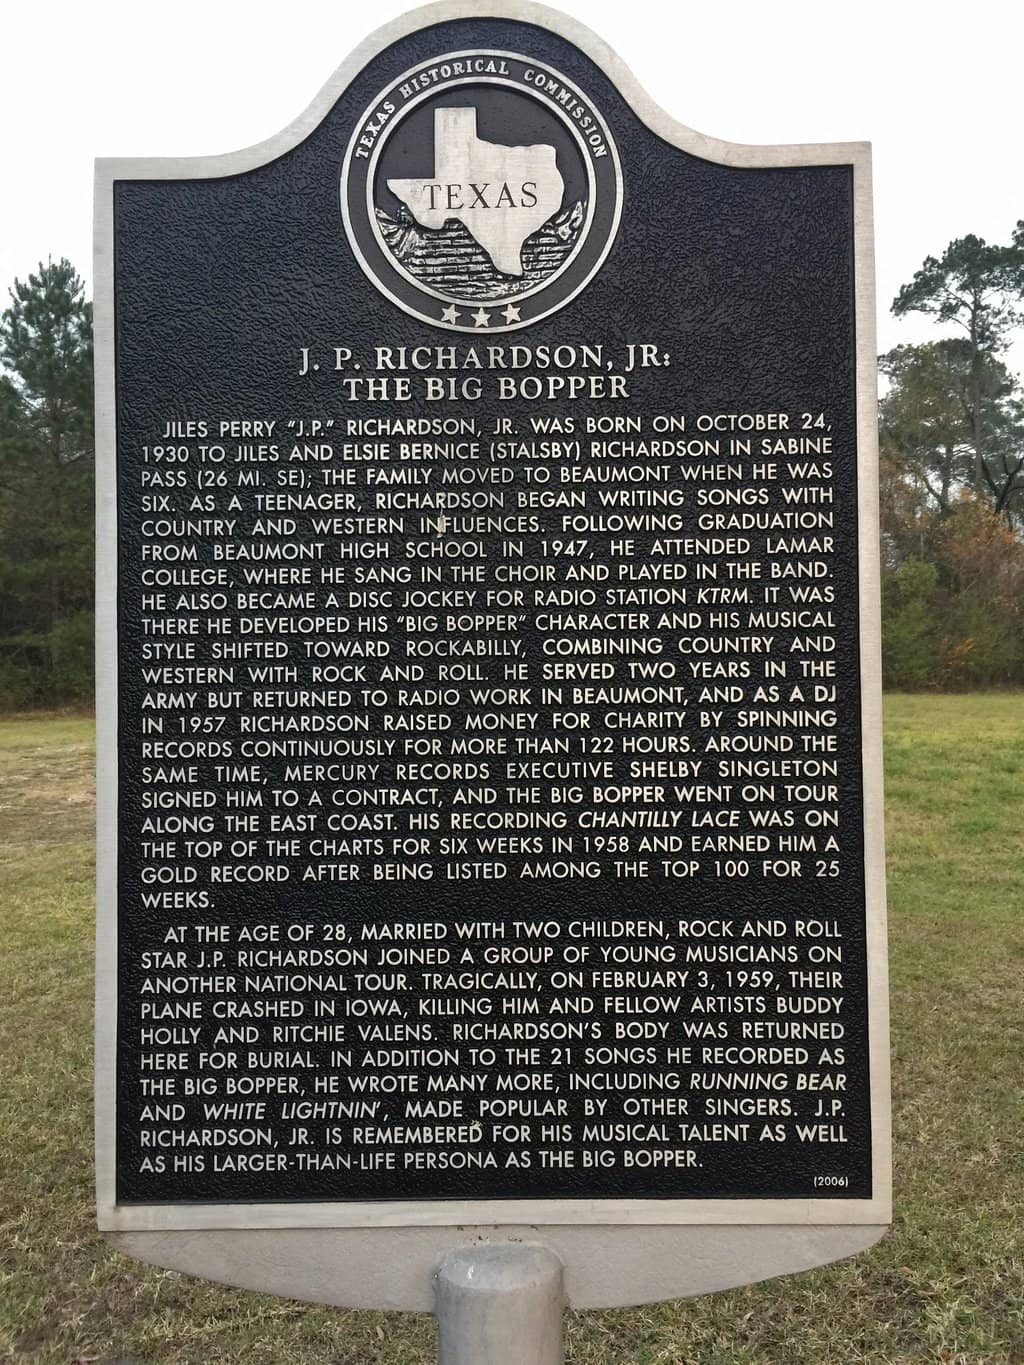 TEXAS HISTORICAL COMMISSION
TEXAS
J. P. RICHARDSON, JR:
THE BIG BOPPER
JILES PERRY "J.P." RICHARDSON, JR. WAS BORN ON OCTOBER 24,
1930 TO JILES AND ELSIE BERNICE (STALSBY) RICHARDSON IN SABINE
PASS (26 MI. SE); THE FAMILY MOVED TO BEAUMONT WHEN HE WAS
SIX. AS A TEENAGER, RICHARDSON BEGAN WRITING SONGS WITH
COUNTRY AND WESTERN INFLUENCES. FOLLOWING GRADUATION
FROM BEAUMONT HIGH SCHOOL IN 1947, HE ATTENDED LAMAR
COLLEGE, WHERE HE SANG IN THE CHOIR AND PLAYED IN THE BAND.
HE ALSO BECAME A DISC JOCKEY FOR RADIO STATION KTRM. IT WAS
THERE HE DEVELOPED HIS "BIG BOPPER" CHARACTER AND HIS MUSICAL
STYLE SHIFTED TOWARD ROCKABILLY, COMBINING COUNTRY AND
WESTERN WITH ROCK AND ROLL. HE SERVED TWO YEARS IN THE
ARMY BUT RETURNED TO RADIO WORK IN BEAUMONT, AND AS A DJ
IN 1957 RICHARDSON RAISED MONEY FOR CHARITY BY SPINNING
RECORDS CONTINUOUSLY FOR MORE THAN 122 HOURS. AROUND THE
SAME TIME, MERCURY RECORDS EXECUTIVE SHELBY SINGLETON
SIGNED HIM TO A CONTRACT, AND THE BIG BOPPER WENT ON TOUR
ALONG THE EAST COAST. HIS RECORDING CHANTILLY LACE WAS ON
THE TOP OF THE CHARTS FOR SIX WEEKS IN 1958 AND EARNED HIM A
GOLD RECORD AFTER BEING LISTED AMONG THE TOP 100 FOR 25
WEEKS.
AT THE AGE OF 28, MARRIED WITH TWO CHILDREN, ROCK AND ROLL
STAR J.P. RICHARDSON JOINED A GROUP OF YOUNG MUSICIANS ON
ANOTHER NATIONAL TOUR. TRAGICALLY, ON FEBRUARY 3, 1959, THEIR
PLANE CRASHED IN IOWA, KILLING HIM AND FELLOW ARTISTS BUDDY
HOLLY AND RITCHIE VALENS. RICHARDSON'S BODY WAS RETURNED
HERE FOR BURIAL. IN ADDITION TO THE 21 SONGS HE RECORDED AS
THE BIG BOPPER, HE WROTE MANY MORE, INCLUDING RUNNING BEAR
AND WHITE LIGHTNIN', MADE POPULAR BY OTHER SINGERS. J.P.
RICHARDSON, JR. IS REMEMBERED FOR HIS MUSICAL TALENT AS WELL
AS HIS LARGER-THAN-LIFE PERSONA AS THE BIG BOPPER.
(2006)